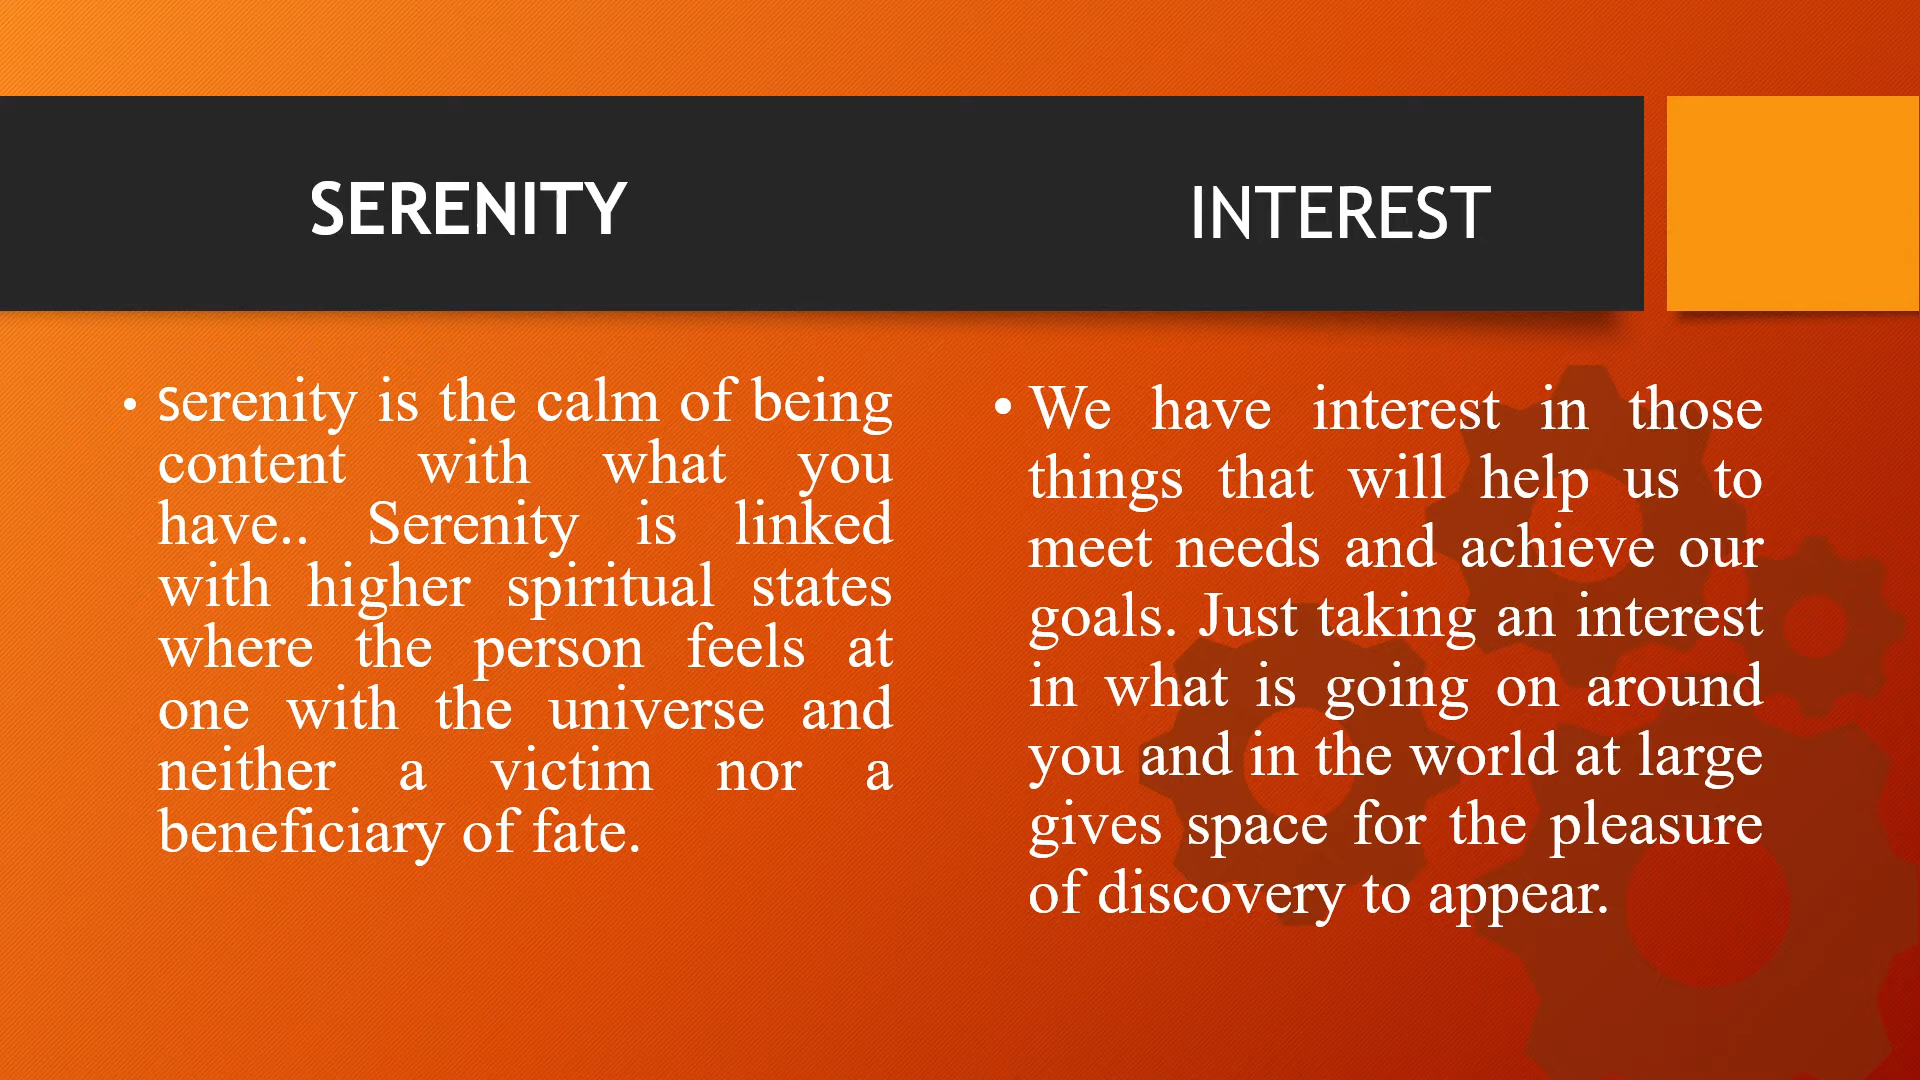 SERENITY
INTEREST
• Serenity is the calm of being
content with what you
have.. Serenity is linked
with higher spiritual states
where the person feels at
one with the universe and
neither a victim nor a
beneficiary of fate.
• We have interest in those
things that will help us to
meet needs and achieve our
goals. Just taking an interest
in what is going on around
you and in the world at large
gives space for the pleasure
of discovery to appear.